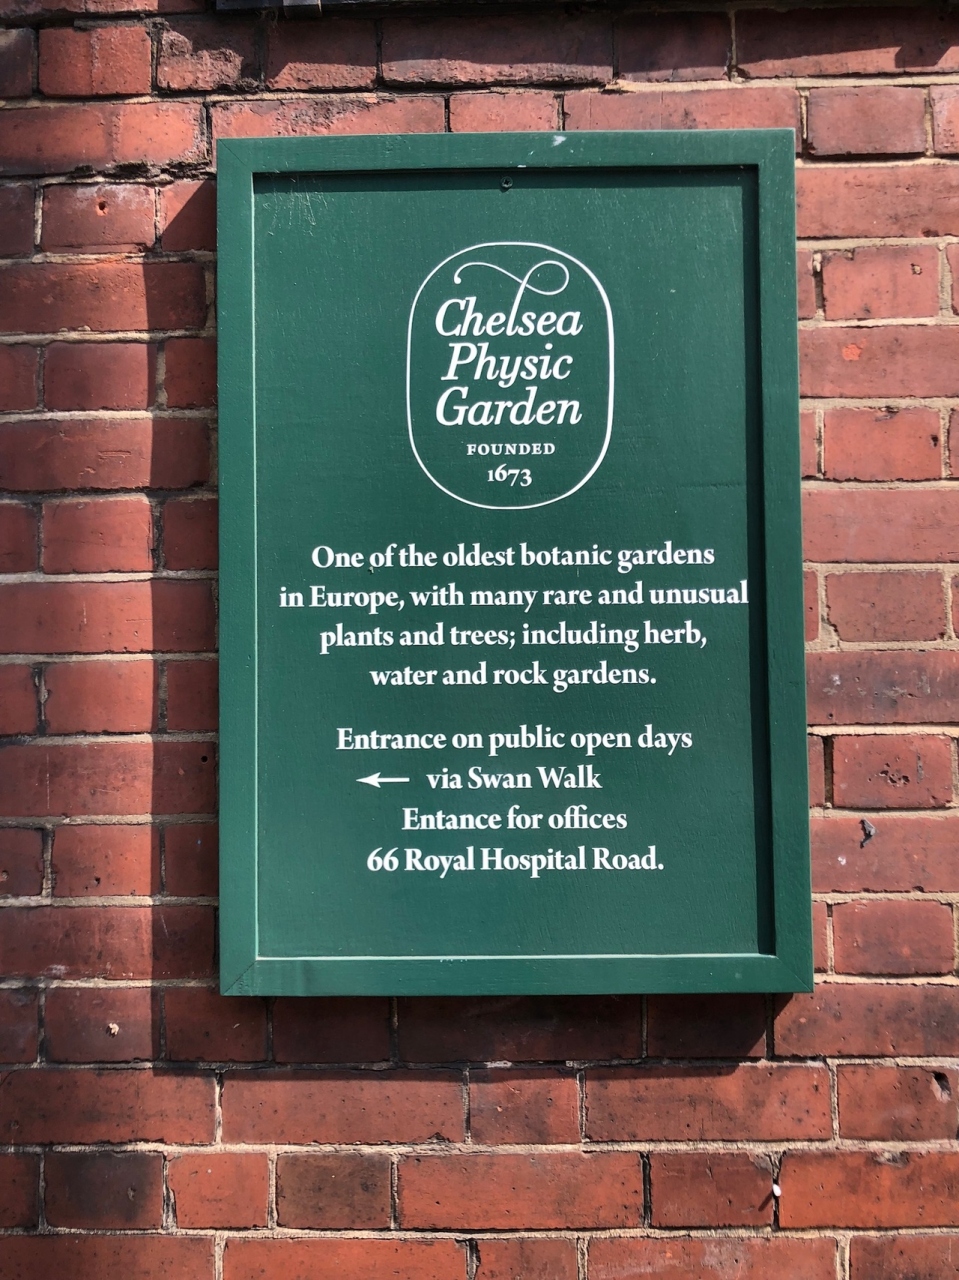 Chelsea
Physic
Garden
FOUNDED
1673
One of the oldest botanic gardens
in Europe, with many rare and unusual
plants and trees; including herb,
water and rock gardens.
Entrance on public open days
← via Swan Walk
Entance for offices
66 Royal Hospital Road.